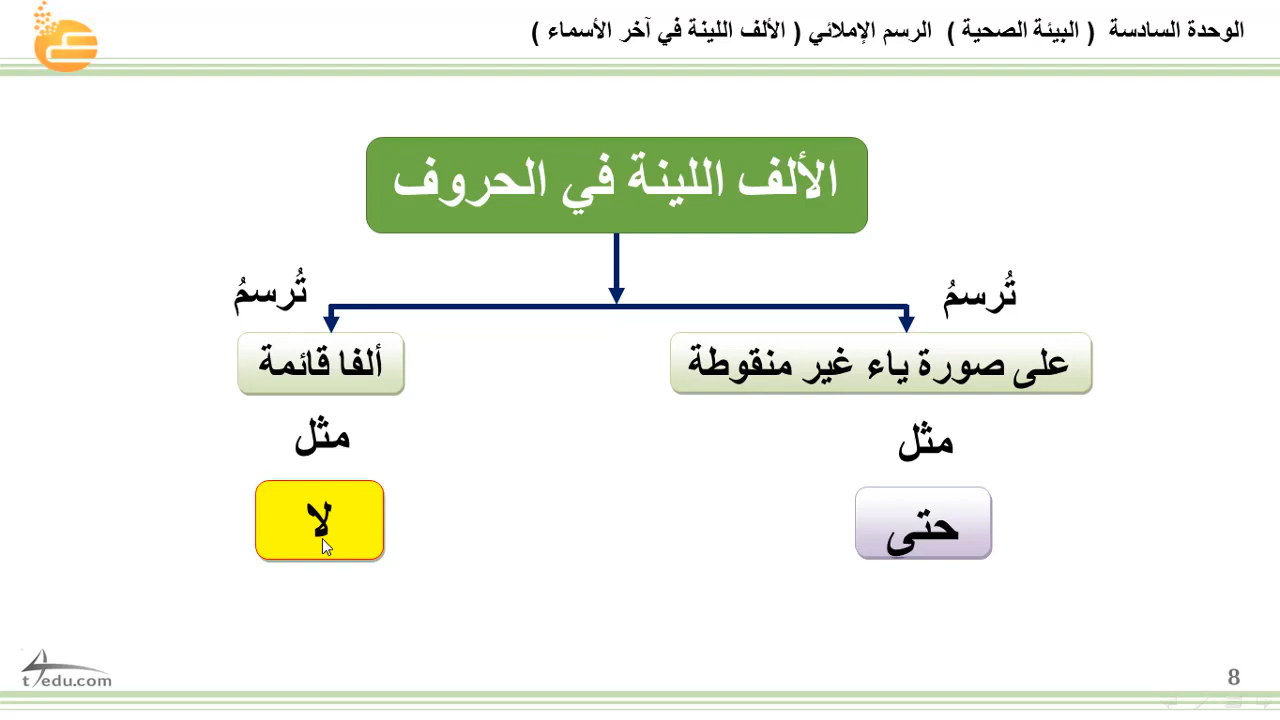 الوحدة السادسة ( البيئة الصحية ) الرسم الإملائي ( الألف اللينة في آخر الأسماء )
الألف اللينة في الحروف
تُرسمُ
تُرسمُ
على صورة ياء غير منقوطة
ألفا قائمة
مثل
مثل
حتى
لا
t4edu.com
8